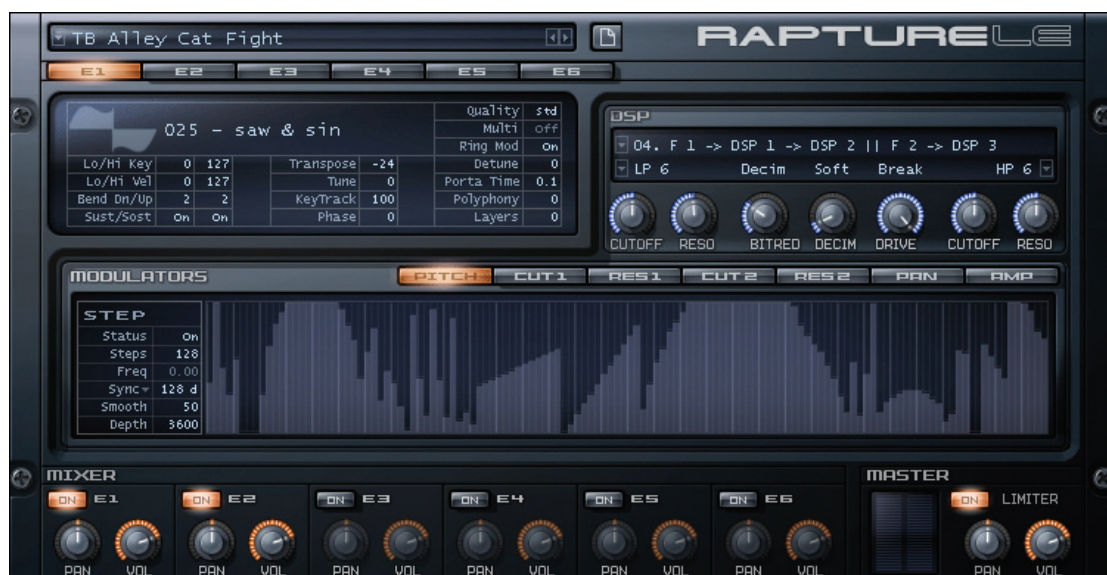 TB Alley Cat Fight
RAPTURE LE
E1 E2 E3 E4 E5 E6
025 - saw & sin
Quality std
Multi Off
Ring Mod On
Lo/Hi Key 0 127 Transpose -24 Detune 0
Lo/Hi Vel 0 127 Tune 0 Porta Time 0.1
Bend Dn/Up 2 2 KeyTrack 100 Polyphony 0
Sust/Sost On On Phase 0 Layers 0
DSP
04. F 1 -> DSP 1 -> DSP 2 || F 2 -> DSP 3
LP 6 Decim Soft Break HP 6
CUTOFF RESO BITRED DECIM DRIVE CUTOFF RESO
MODULATORS
PITCH CUT1 RES1 CUT2 RES2 PAN AMP
STEP
Status On
Steps 128
Freq 0.00
Sync 128 d
Smooth 50
Depth 3600
MIXER
ON E1 ON E2 ON E3 ON E4 ON E5 ON E6
PAN VOL PAN VOL PAN VOL PAN VOL PAN VOL PAN VOL
MASTER
ON LIMITER
PAN VOL